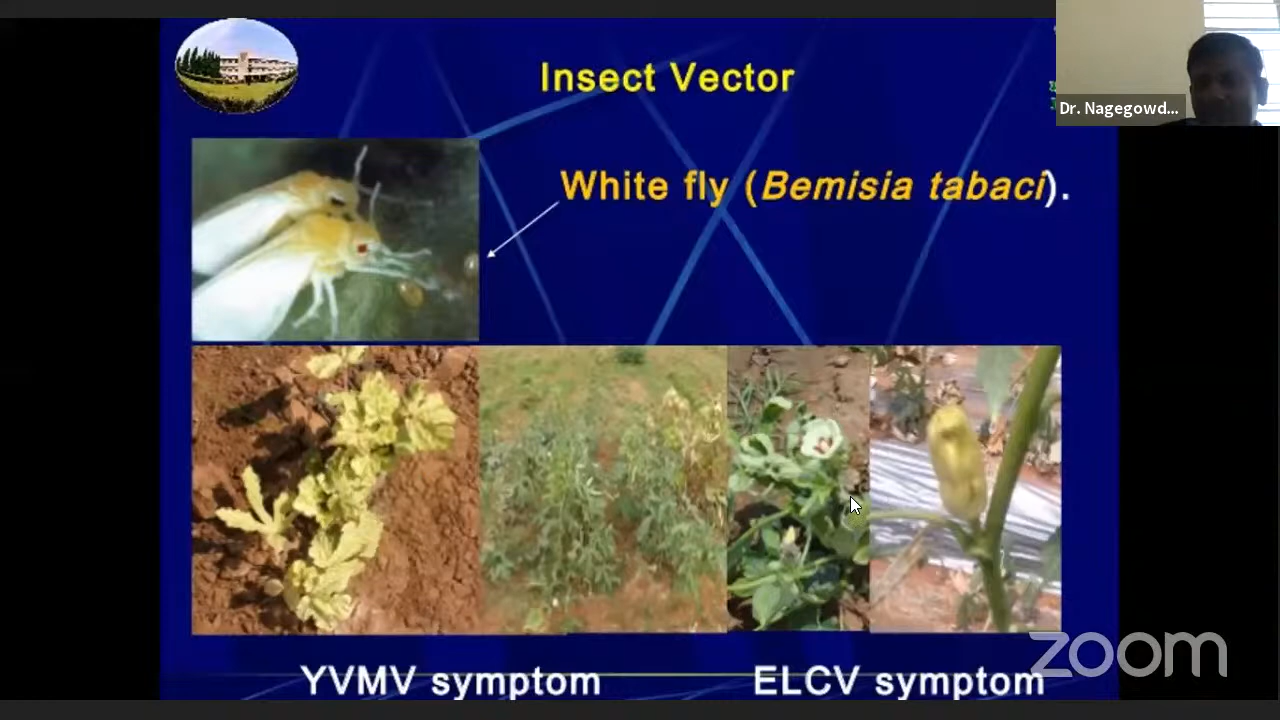 Insect Vector
Dr. Nagegowd...
White fly (Bemisia tabaci).
YVMV symptom
ELCV symptom
zoom